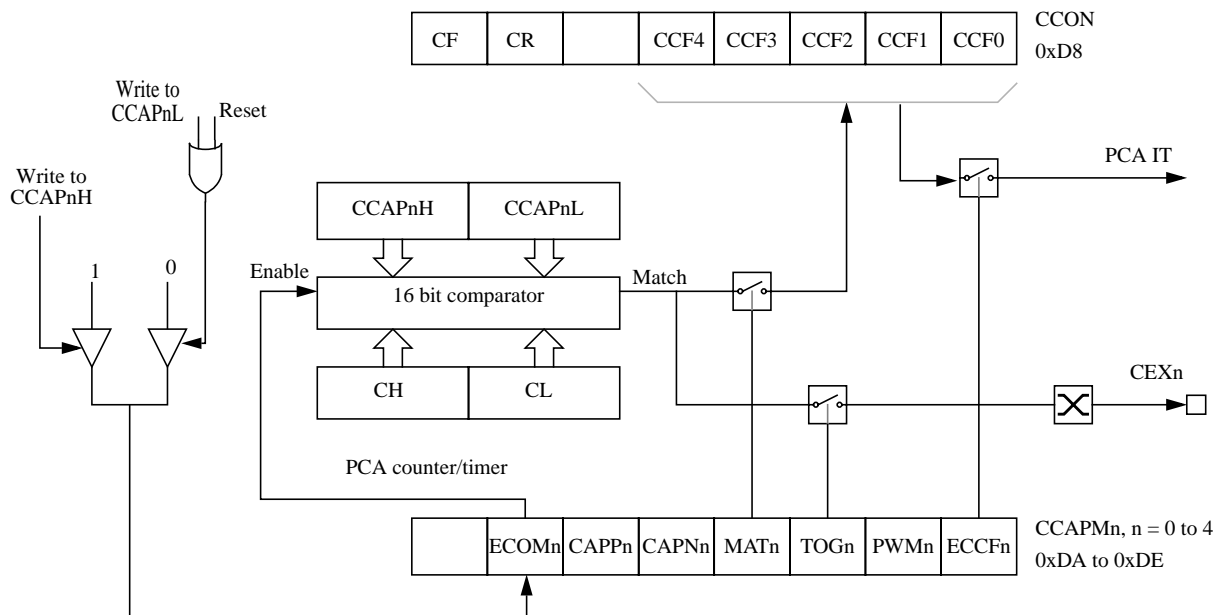 CF CR CCF4 CCF3 CCF2 CCF1 CCF0
CCON
0xD8
Write to
CCAPnL
Reset
Write to
CCAPnH
PCA IT
CCAPnH CCAPnL
1 0
Enable
16 bit comparator
Match
CH CL
CEXn
PCA counter/timer
ECOMn CAPPn CAPNn MATn TOGn PWMn ECCFn
CCAPMn, n = 0 to 4
0xDA to 0xDE